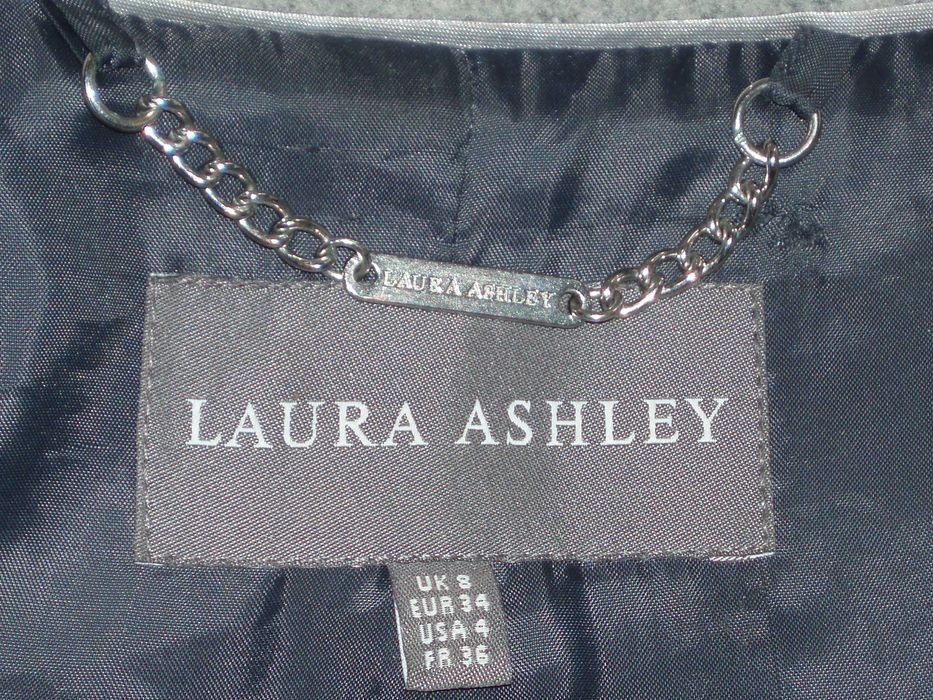 LAURA ASHLEY
LAURA ASHLEY
UK 8
EUR 34
USA 4
FR 36